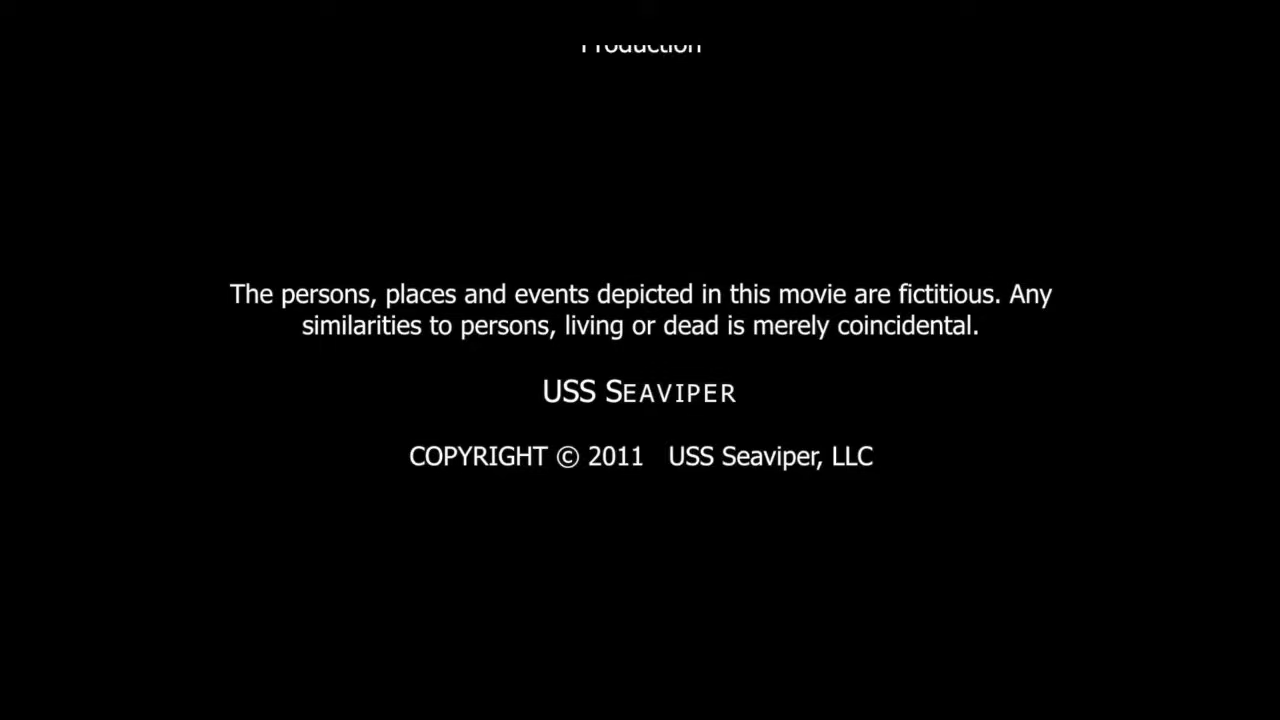 Production
The persons, places and events depicted in this movie are fictitious. Any
similarities to persons, living or dead is merely coincidental.
USS SEAVIPER
COPYRIGHT © 2011 USS Seaviper, LLC